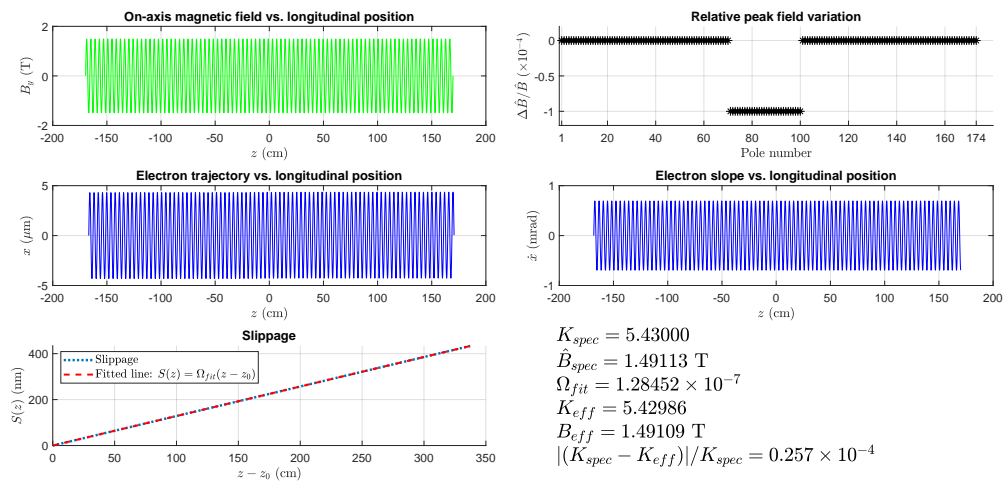 On-axis magnetic field vs. longitudinal position
2
0
-2
B_y (T)
-200 -150 -100 -50 0 50 100 150 200
z (cm)
Relative peak field variation
0
-0.5
-1
ΔB̂/B̂ (×10⁻⁴)
1 20 40 60 80 100 120 140 160 174
Pole number
Electron trajectory vs. longitudinal position
5
0
-5
x (μm)
-200 -150 -100 -50 0 50 100 150 200
z (cm)
Electron slope vs. longitudinal position
1
0
-1
ẋ (mrad)
-200 -150 -100 -50 0 50 100 150 200
z (cm)
Slippage
400
200
0
S(z) (nm)
Slippage
Fitted line: S(z) = Ω_fit(z − z₀)
0 50 100 150 200 250 300 350
z − z₀ (cm)
K_spec = 5.43000
B̂_spec = 1.49113 T
Ω_fit = 1.28452 × 10⁻⁷
K_eff = 5.42986
B_eff = 1.49109 T
|(K_spec − K_eff)|/K_spec = 0.257 × 10⁻⁴